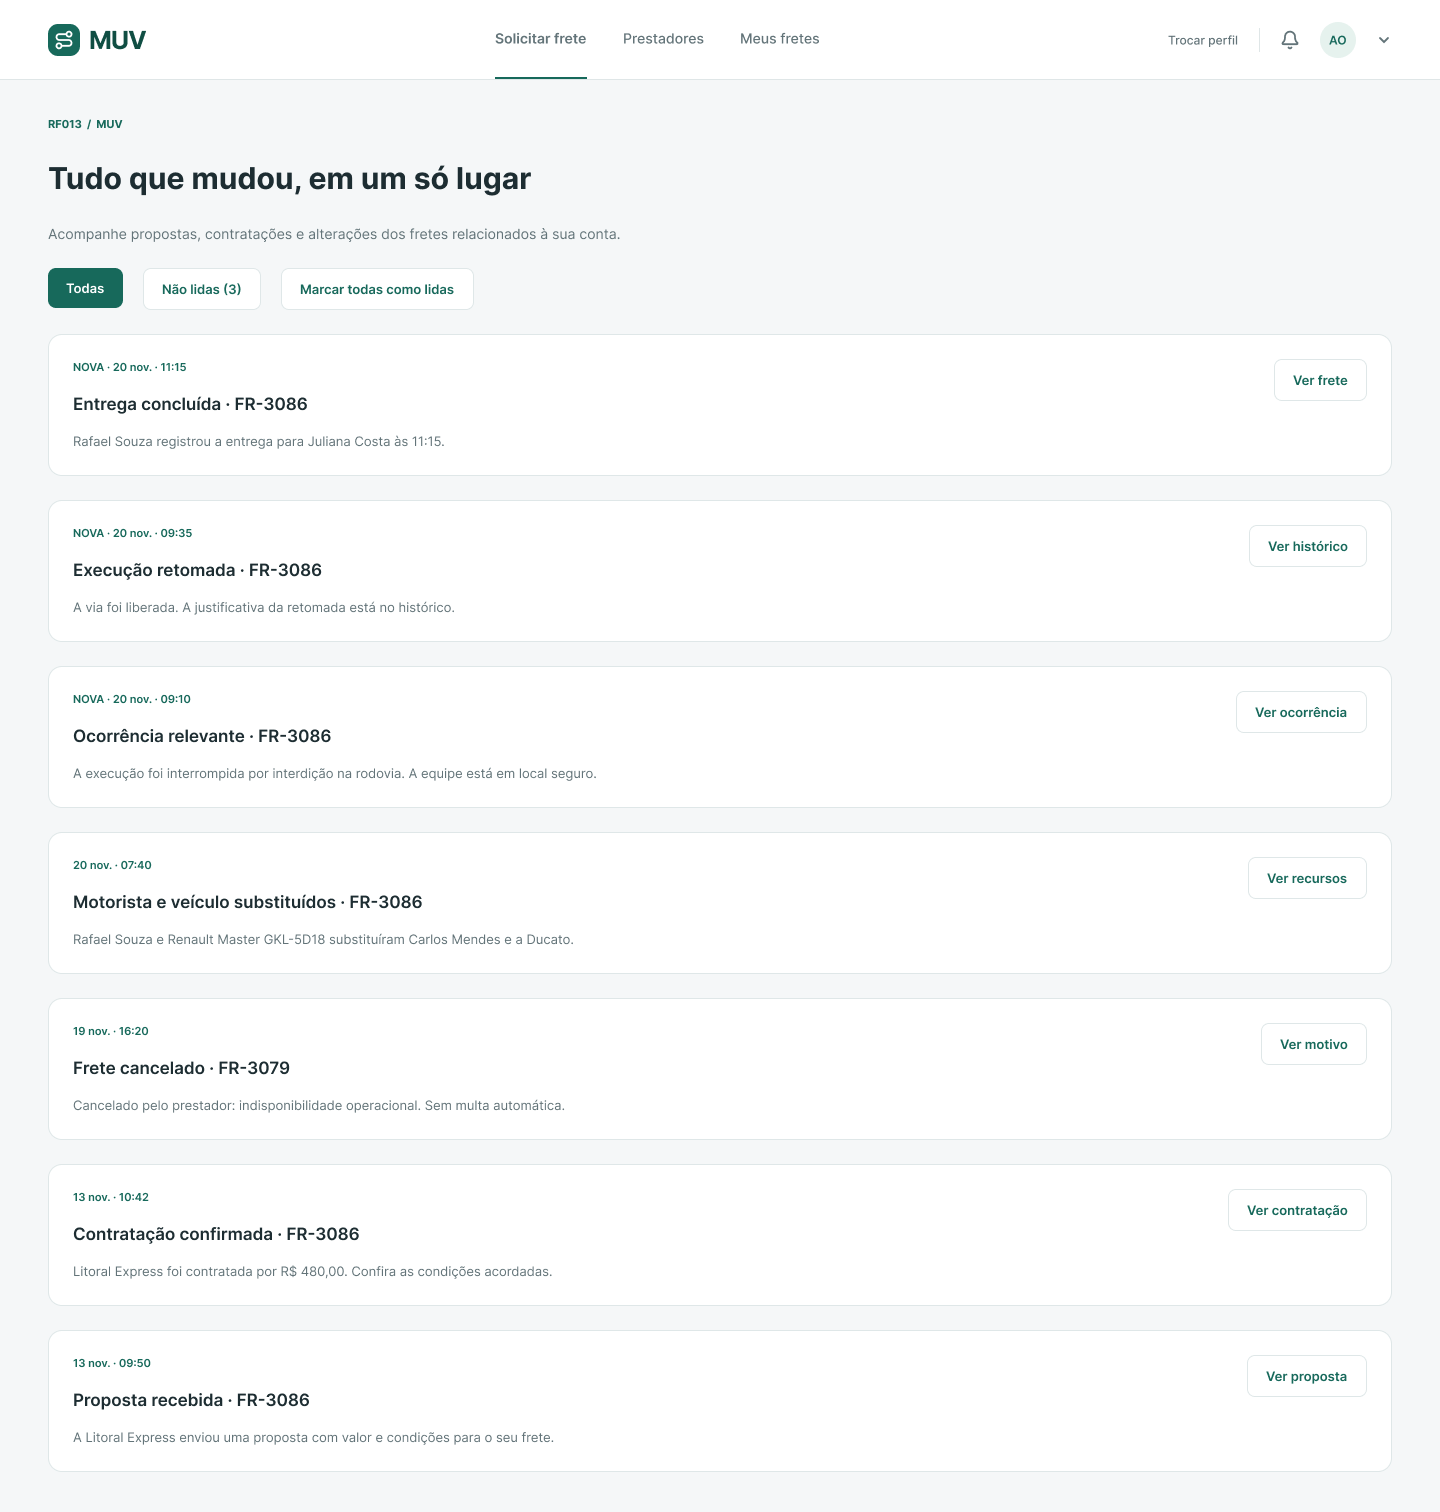 MUV
Solicitar frete
Prestadores
Meus fretes
Trocar perfil
AO
RF013 / MUV
Tudo que mudou, em um só lugar
Acompanhe propostas, contratações e alterações dos fretes relacionados à sua conta.
Todas
Não lidas (3)
Marcar todas como lidas
NOVA · 20 nov. · 11:15
Entrega concluída · FR-3086
Rafael Souza registrou a entrega para Juliana Costa às 11:15.
Ver frete
NOVA · 20 nov. · 09:35
Execução retomada · FR-3086
A via foi liberada. A justificativa da retomada está no histórico.
Ver histórico
NOVA · 20 nov. · 09:10
Ocorrência relevante · FR-3086
A execução foi interrompida por interdição na rodovia. A equipe está em local seguro.
Ver ocorrência
20 nov. · 07:40
Motorista e veículo substituídos · FR-3086
Rafael Souza e Renault Master GKL-5D18 substituíram Carlos Mendes e a Ducato.
Ver recursos
19 nov. · 16:20
Frete cancelado · FR-3079
Cancelado pelo prestador: indisponibilidade operacional. Sem multa automática.
Ver motivo
13 nov. · 10:42
Contratação confirmada · FR-3086
Litoral Express foi contratada por R$ 480,00. Confira as condições acordadas.
Ver contratação
13 nov. · 09:50
Proposta recebida · FR-3086
A Litoral Express enviou uma proposta com valor e condições para o seu frete.
Ver proposta